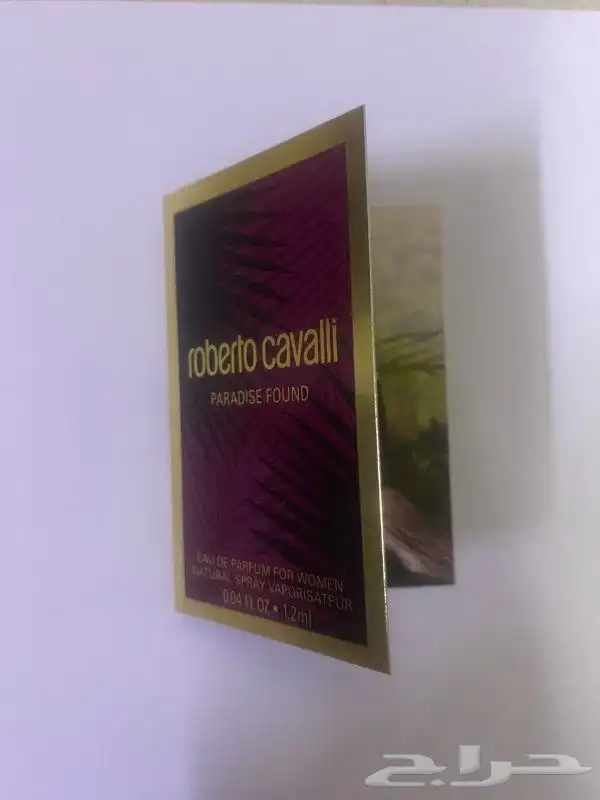 roberto cavalli
PARADISE FOUND
EAU DE PARFUM FOR WOMEN
NATURAL SPRAY VAPORISATEUR
0.04 FL OZ • 1.2ml
حراج